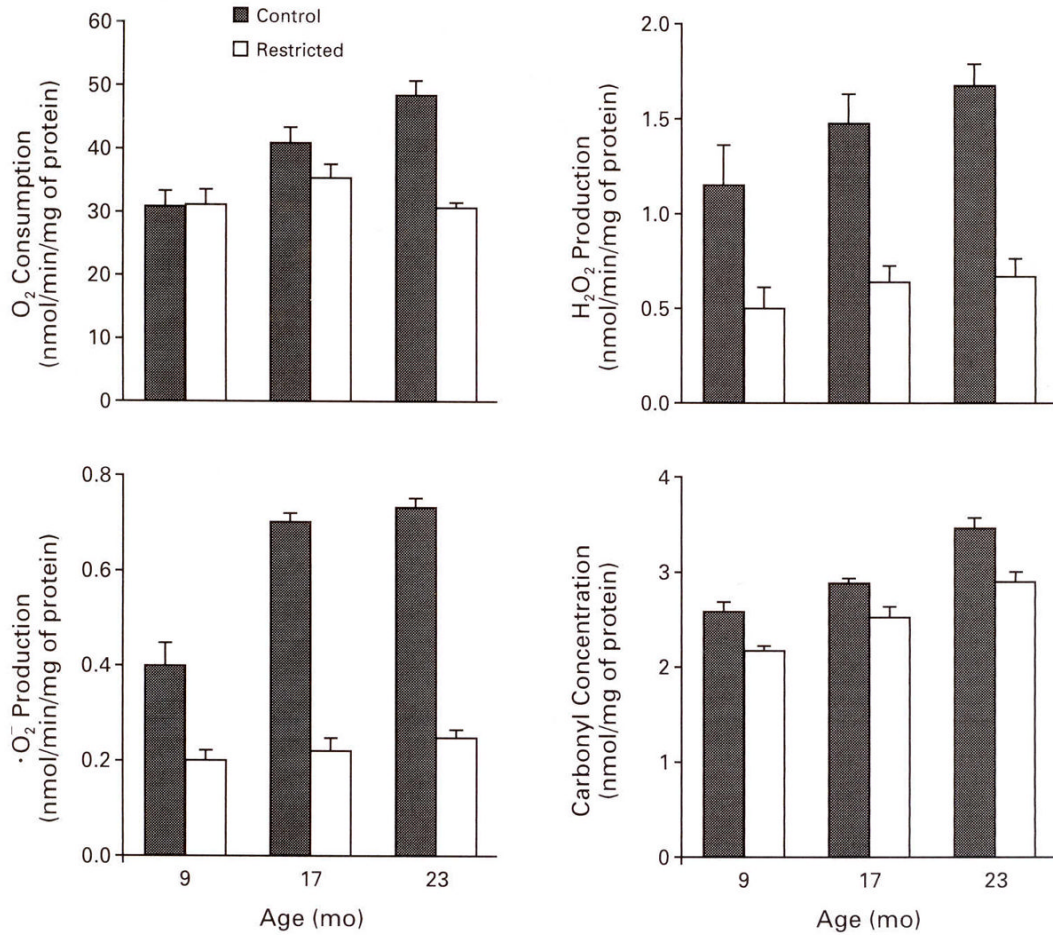 Control
Restricted
O₂ Consumption
(nmol/min/mg of protein)
60
50
40
30
20
10
0
H₂O₂ Production
(nmol/min/mg of protein)
2.0
1.5
1.0
0.5
0.0
·O₂⁻ Production
(nmol/min/mg of protein)
0.8
0.6
0.4
0.2
0.0
9 17 23
Age (mo)
Carbonyl Concentration
(nmol/mg of protein)
4
3
2
1
0
9 17 23
Age (mo)